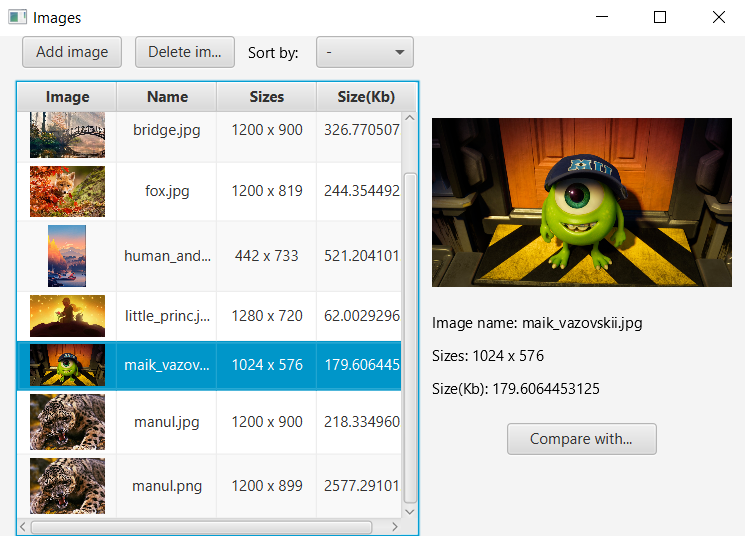 Images
Add image Delete im... Sort by: -
Image Name Sizes Size(Kb)
bridge.jpg 1200 x 900 326.770507
fox.jpg 1200 x 819 244.354492
human_and... 442 x 733 521.204101
little_princ.j... 1280 x 720 62.0029296
maik_vazov... 1024 x 576 179.606445
manul.jpg 1200 x 900 218.334960
manul.png 1200 x 899 2577.29101
MU
Image name: maik_vazovskii.jpg
Sizes: 1024 x 576
Size(Kb): 179.6064453125
Compare with...